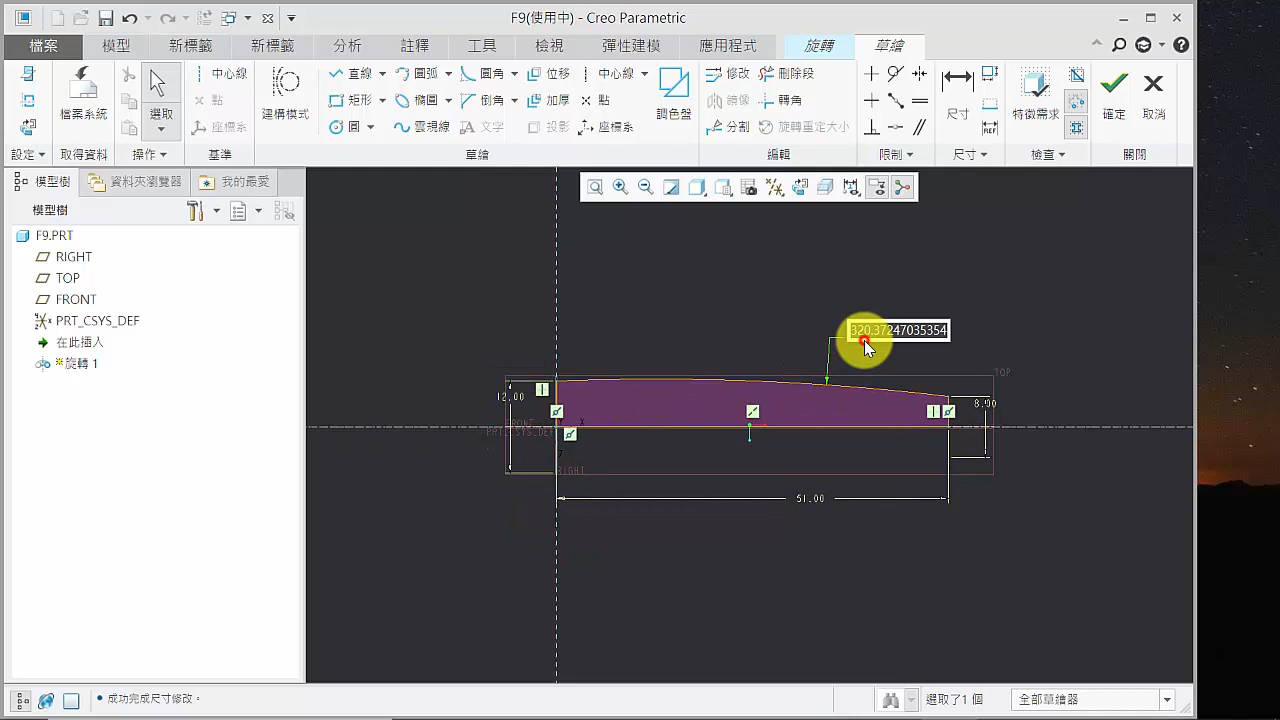 F9(使用中) - Creo Parametric
檔案 模型 新標籤 新標籤 分析 註釋 工具 檢視 彈性建模 應用程式 旋轉 草繪
中心線 直線 圓弧 圓角 位移 中心線 修改 刪除段
點 矩形 橢圓 倒角 加厚 點 鏡像 轉角
座標系 圓 雲規線 文字 投影 座標系 分割 旋轉重定大小
檔案系統 選取 建構模式 調色盤 尺寸 特徵需求 確定 取消
REF
設定 取得資料 操作 基準 草繪 編輯 限制 尺寸 檢查 關閉
模型樹 資料夾瀏覽器 我的最愛
模型樹
F9.PRT
RIGHT
TOP
FRONT
PRT_CSYS_DEF
在此插入
旋轉 1
320.37247035354
TOP
12.00
8.00
FRONT
X
PRT_CSYS_DEF
Y
RIGHT
51.00
成功完成尺寸修改。
選取了1 個
全部草繪器